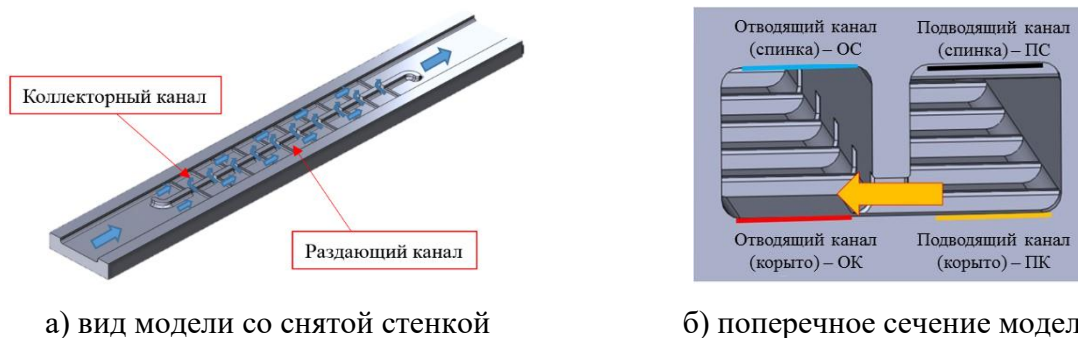 Коллекторный канал
Раздающий канал
а) вид модели со снятой стенкой
Отводящий канал
(спинка) – ОС
Подводящий канал
(спинка) – ПС
Отводящий канал
(корыто) – ОК
Подводящий канал
(корыто) – ПК
б) поперечное сечение модел